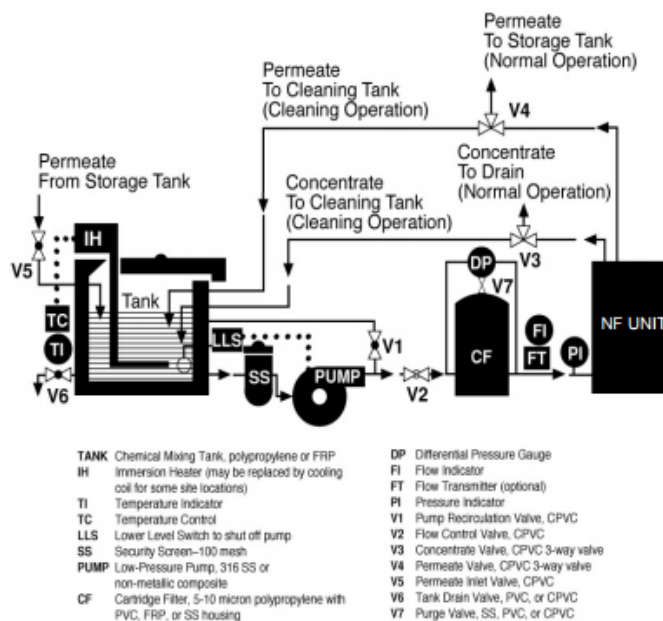 Permeate
To Storage Tank
(Normal Operation)
Permeate
To Cleaning Tank
(Cleaning Operation)
V4
Concentrate
To Drain
(Normal Operation)
Permeate
From Storage Tank
Concentrate
To Cleaning Tank
(Cleaning Operation)
IH
V5
V3
DP
V7
Tank
TC
TI
LLS
V1
FI
FT
PI
NF UNIT
CF
SS
PUMP
V6
V2
TANK Chemical Mixing Tank, polypropylene or FRP
IH Immersion Heater (may be replaced by cooling
coil for some site locations)
TI Temperature Indicator
TC Temperature Control
LLS Lower Level Switch to shut off pump
SS Security Screen–100 mesh
PUMP Low-Pressure Pump, 316 SS or
non-metallic composite
CF Cartridge Filter, 5-10 micron polypropylene with
PVC, FRP, or SS housing
DP Differential Pressure Gauge
FI Flow Indicator
FT Flow Transmitter (optional)
PI Pressure Indicator
V1 Pump Recirculation Valve, CPVC
V2 Flow Control Valve, CPVC
V3 Concentrate Valve, CPVC 3-way valve
V4 Permeate Valve, CPVC 3-way valve
V5 Permeate Inlet Valve, CPVC
V6 Tank Drain Valve, PVC, or CPVC
V7 Purge Valve, SS, PVC, or CPVC